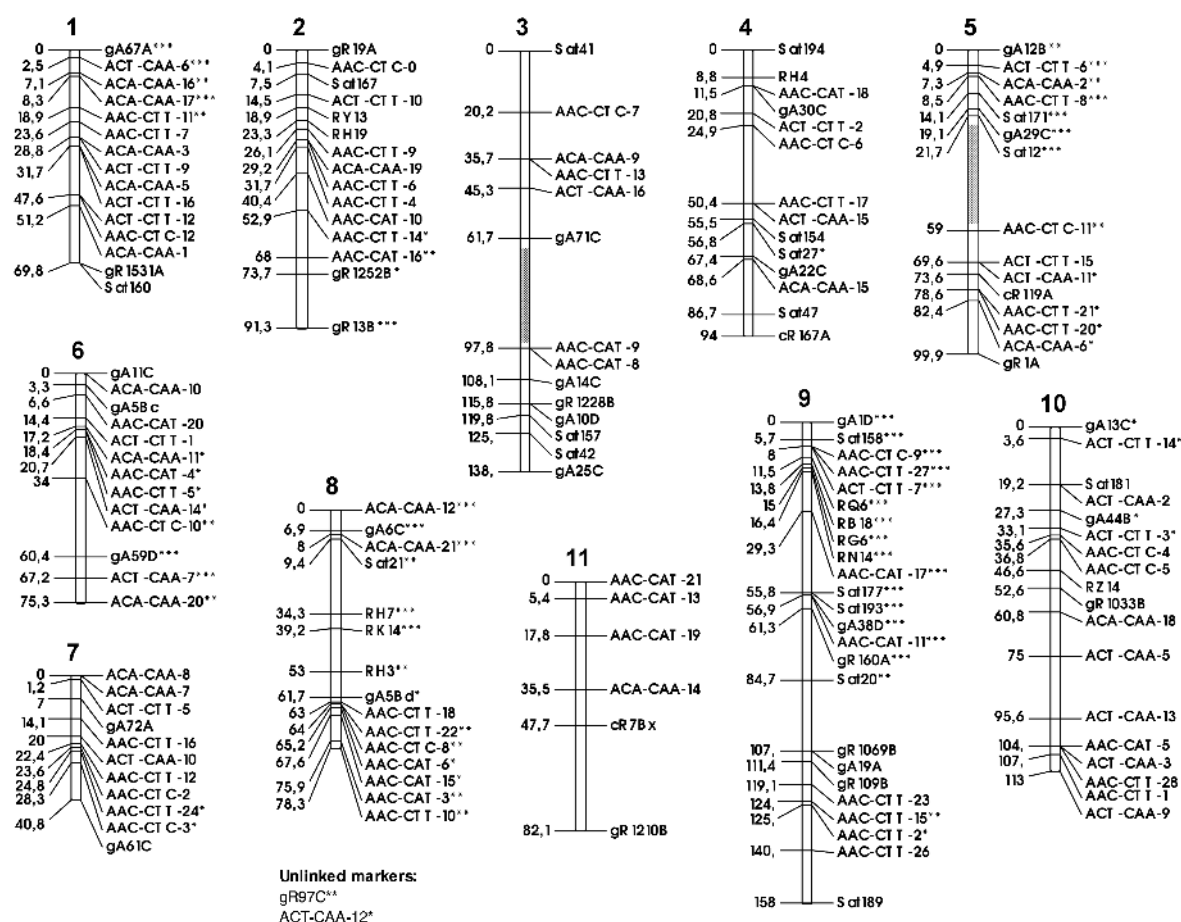 1
0 gA67A***
2,5 ACT-CAA-6***
7,1 ACA-CAA-16**
8,3 ACA-CAA-17***
18,9 AAC-CTT-11**
23,6 AAC-CTT-7
28,8 ACA-CAA-3
31,7 ACT-CTT-9
ACA-CAA-5
47,6 ACT-CTT-16
51,2 ACT-CTT-12
AAC-CTC-12
ACA-CAA-1
69,8 gR1531A
Sat160
2
0 gR19A
4,1 AAC-CTC-0
7,5 Sat167
14,5 ACT-CTT-10
18,9 RY13
23,3 RH19
26,1 AAC-CTT-9
29,2 ACA-CAA-19
31,7 AAC-CTT-6
40,4 AAC-CTT-4
52,9 AAC-CAT-10
AAC-CTT-14*
68 AAC-CAT-16**
73,7 gR1252B*
91,3 gR13B***
3
0 Sat41
20,2 AAC-CTC-7
35,7 ACA-CAA-9
AAC-CTT-13
45,3 ACT-CAA-16
61,7 gA71C
97,8 AAC-CAT-9
AAC-CAT-8
108,1 gA14C
115,8 gR1228B
119,8 gA10D
125, Sat157
Sat42
138, gA25C
4
0 Sat194
8,8 RH4
11,5 AAC-CAT-18
20,8 gA30C
24,9 ACT-CTT-2
AAC-CTC-6
50,4 AAC-CTT-17
55,5 ACT-CAA-15
56,8 Sat154
67,4 Sat27*
68,6 gA22C
ACA-CAA-15
86,7 Sat47
94 cR167A
5
0 gA12B**
4,9 ACT-CTT-6***
7,3 ACA-CAA-2**
8,5 AAC-CTT-8***
14,1 Sat171***
19,1 gA29C***
21,7 Sat12***
59 AAC-CTC-11**
69,6 ACT-CTT-15
73,6 ACT-CAA-11*
78,6 cR119A
82,4 AAC-CTT-21*
AAC-CTT-20*
ACA-CAA-6*
99,9 gR1A
6
0 gA11C
3,3 ACA-CAA-10
6,6 gA5Bc
14,4 AAC-CAT-20
17,2 ACT-CTT-1
18,4 ACA-CAA-11*
20,7 AAC-CAT-4*
34 AAC-CTT-5*
ACT-CAA-14*
AAC-CTC-10**
60,4 gA59D***
67,2 ACT-CAA-7***
75,3 ACA-CAA-20**
7
0 ACA-CAA-8
1,2 ACA-CAA-7
7 ACT-CTT-5
14,1 gA72A
20 AAC-CTT-16
22,4 ACT-CAA-10
23,6 AAC-CTT-12
24,8 AAC-CTC-2
28,3 AAC-CTT-24*
40,8 AAC-CTC-3*
gA61C
8
0 ACA-CAA-12***
6,9 gA6C***
8 ACA-CAA-21***
9,4 Sat21**
34,3 RH7***
39,2 RK14***
53 RH3**
61,7 gA5Bd*
63 AAC-CTT-18
64 AAC-CTT-22**
65,2 AAC-CTC-8**
67,6 AAC-CAT-6*
75,9 AAC-CAT-15*
78,3 AAC-CAT-3**
AAC-CTT-10**
11
0 AAC-CAT-21
5,4 AAC-CAT-13
17,8 AAC-CAT-19
35,5 ACA-CAA-14
47,7 cR7Bx
82,1 gR1210B
9
0 gA1D***
5,7 Sat158***
8 AAC-CTC-9***
11,5 AAC-CTT-27***
13,8 ACT-CTT-7***
15 RQ6***
16,4 RB18***
29,3 RG6***
RN14***
AAC-CAT-17***
55,8 Sat177***
56,9 Sat193***
61,3 gA38D***
AAC-CAT-11***
gR160A***
84,7 Sat20**
107, gR1069B
111,4 gA19A
119,1 gR109B
124, AAC-CTT-23
125, AAC-CTT-15**
AAC-CTT-2*
140, AAC-CTT-26
158 Sat189
10
0 gA13C*
3,6 ACT-CTT-14*
19,2 Sat181
ACT-CAA-2
27,3 gA44B*
33,1 ACT-CTT-3*
35,6 AAC-CTC-4
36,8 AAC-CTC-5
46,6 RZ14
52,6 gR1033B
60,8 ACA-CAA-18
75 ACT-CAA-5
95,6 ACT-CAA-13
104, AAC-CAT-5
107, ACT-CAA-3
113 AAC-CTT-28
AAC-CTT-1
ACT-CAA-9
Unlinked markers:
gR97C**
ACT-CAA-12*